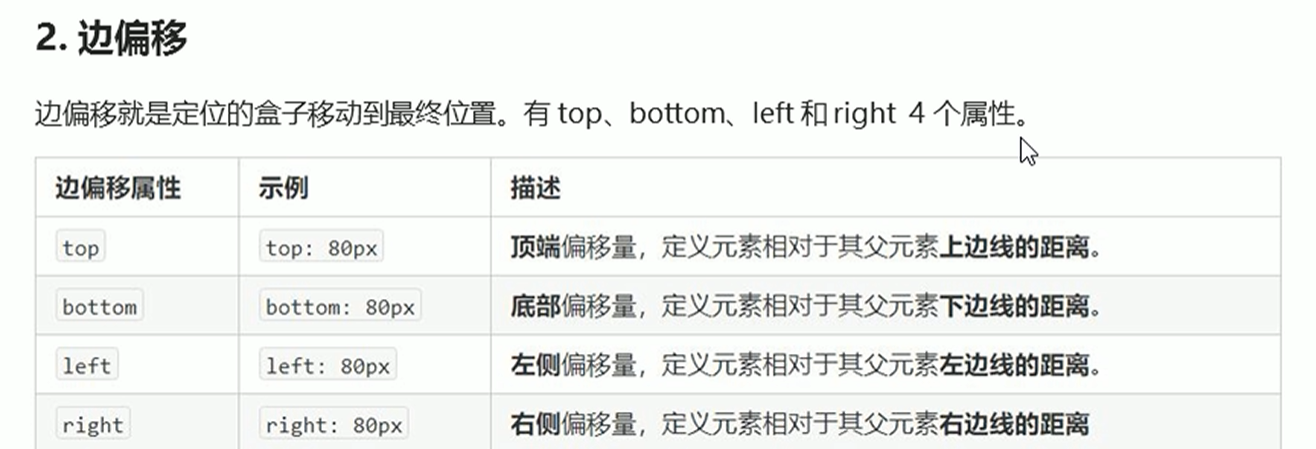 2. 边偏移
边偏移就是定位的盒子移动到最终位置。有 top、bottom、left 和 right 4 个属性。
边偏移属性 示例 描述
top top: 80px 顶端偏移量，定义元素相对于其父元素上边线的距离。
bottom bottom: 80px 底部偏移量，定义元素相对于其父元素下边线的距离。
left left: 80px 左侧偏移量，定义元素相对于其父元素左边线的距离。
right right: 80px 右侧偏移量，定义元素相对于其父元素右边线的距离